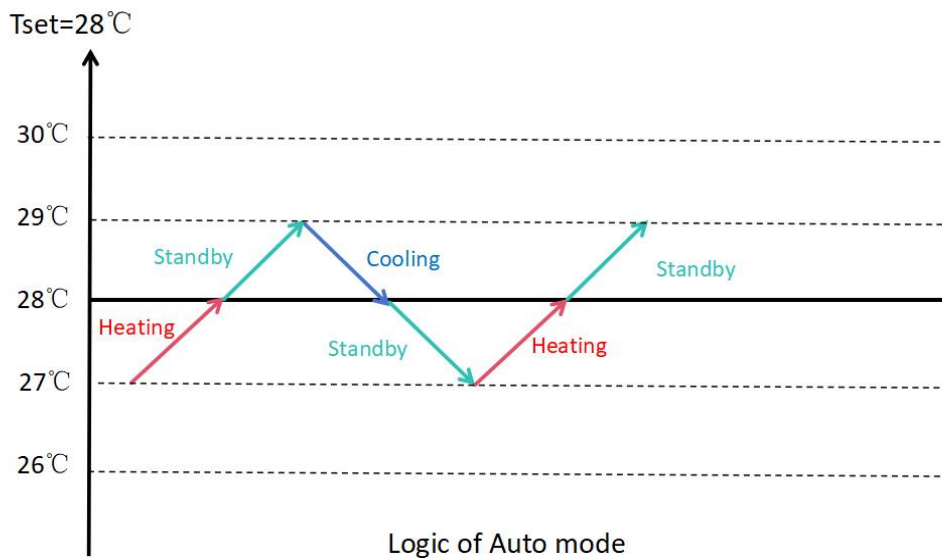 Tset=28℃
30℃
29℃
Standby
Cooling
Standby
28℃
Heating
Standby
Heating
27℃
26℃
Logic of Auto mode